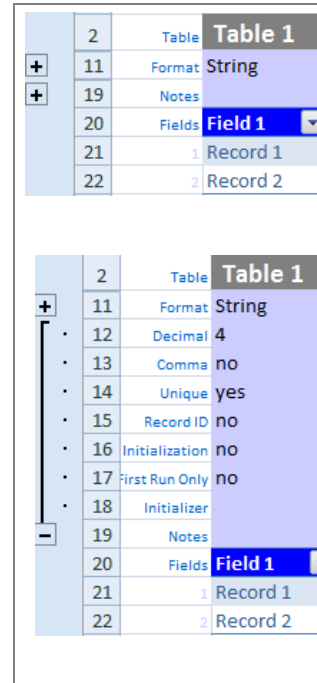 2 Table Table 1
11 Format String
19 Notes
20 Fields Field 1
21 1 Record 1
22 2 Record 2
2 Table Table 1
11 Format String
12 Decimal 4
13 Comma no
14 Unique yes
15 Record ID no
16 Initialization no
17 First Run Only no
18 Initializer
19 Notes
20 Fields Field 1
21 1 Record 1
22 2 Record 2